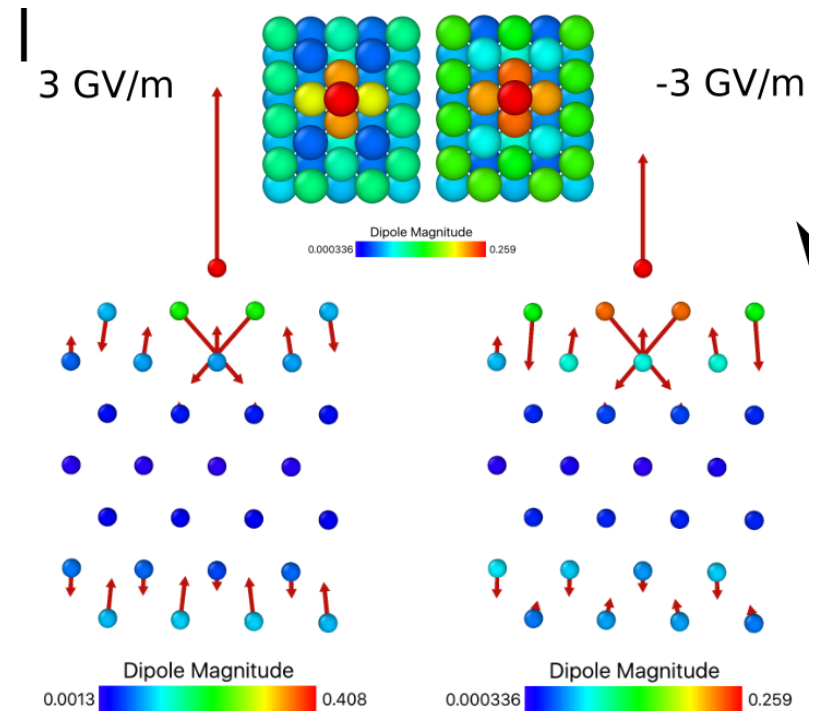 l
3 GV/m
-3 GV/m
Dipole Magnitude
0.000336 0.259
Dipole Magnitude
0.0013 0.408
Dipole Magnitude
0.000336 0.259